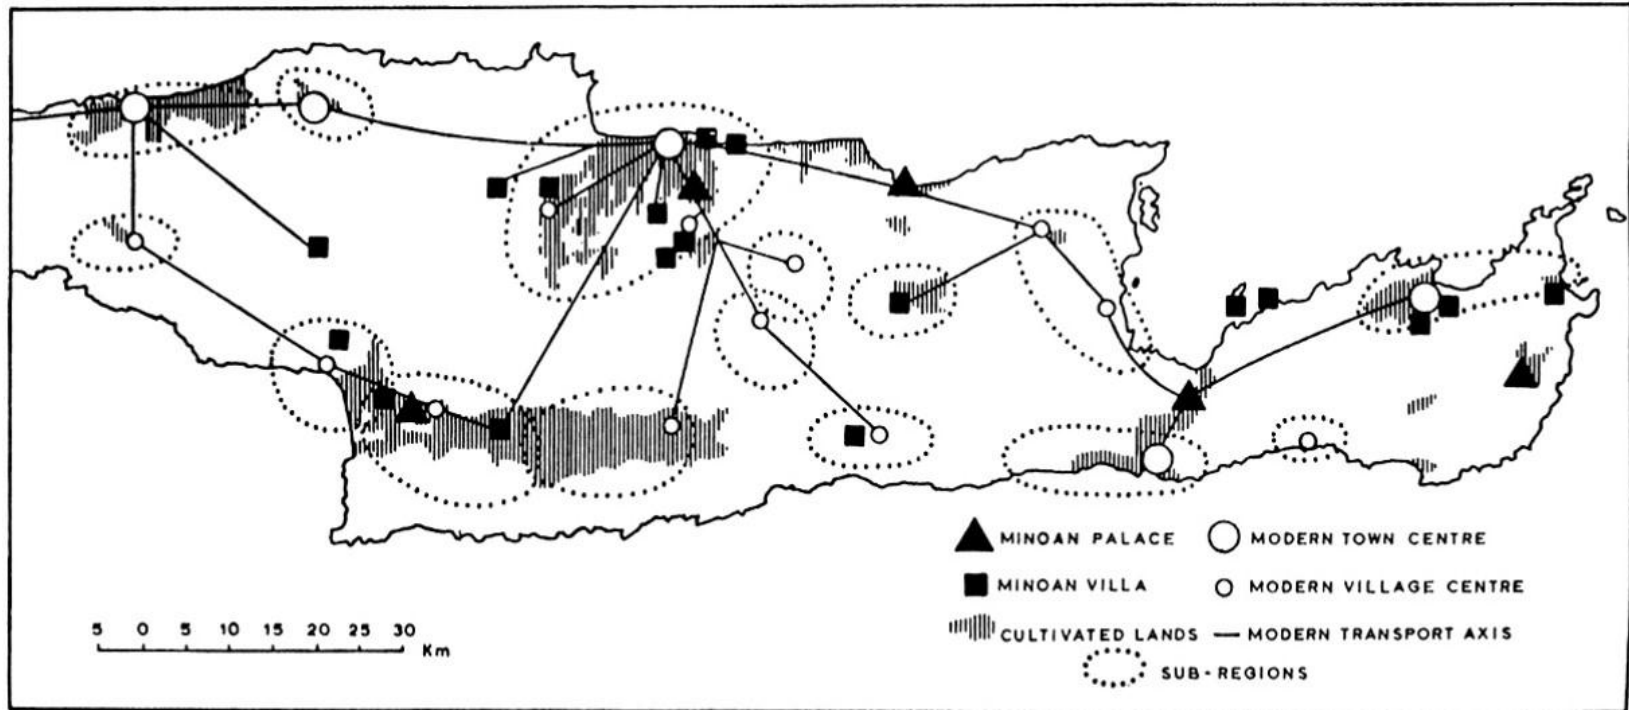 MINOAN PALACE
MODERN TOWN CENTRE
MINOAN VILLA
MODERN VILLAGE CENTRE
CULTIVATED LANDS
MODERN TRANSPORT AXIS
SUB-REGIONS
5 0 5 10 15 20 25 30 Km